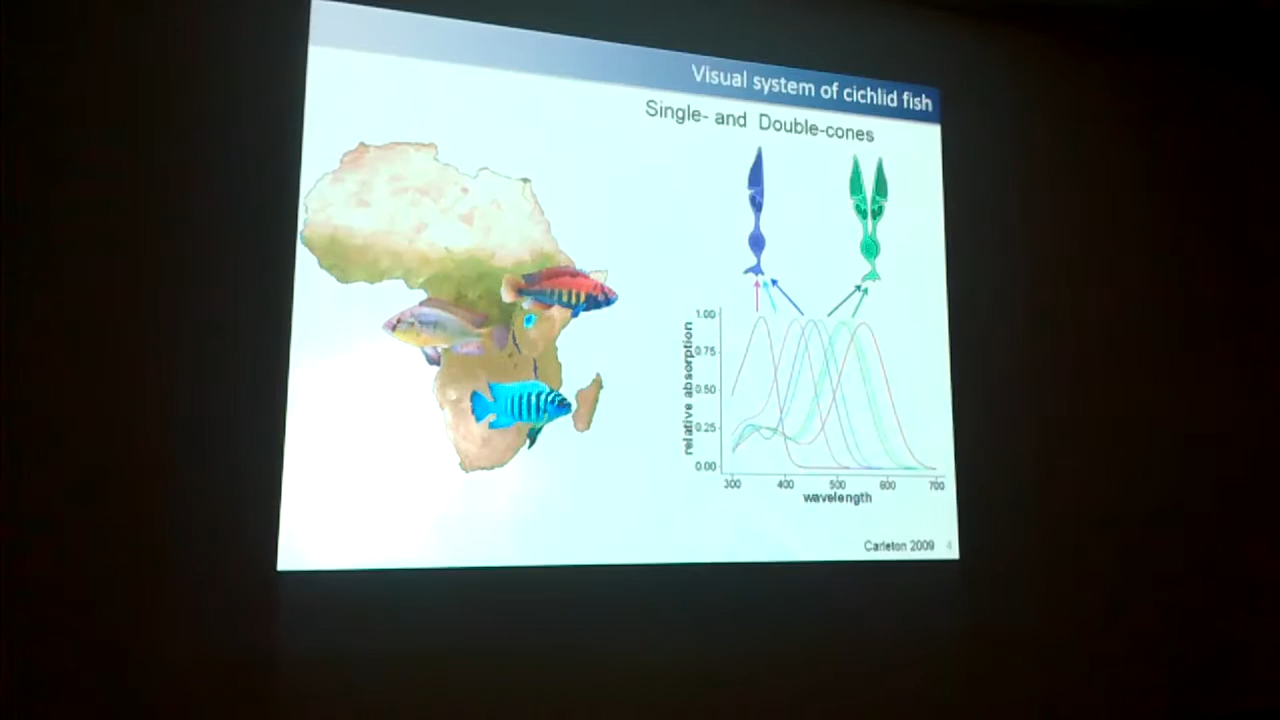 Visual system of cichlid fish
Single- and Double-cones
1.00
0.75
0.50
0.25
0.00
relative absorption
300 400 500 600 700
wavelength
Carleton 2009 4